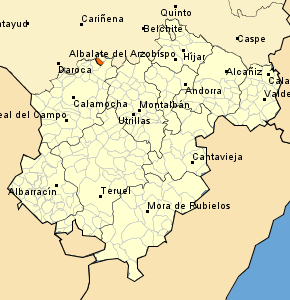 Quinto
Cariñena
ayud
Belchite
Caspe
Albalate del Arzobispo
Híjar
Daroca
Alcañiz
Cala
Calamocha
Andorra
Valde
Montalbán
eal del Campo
Utrillas
Cantavieja
Albarracín
Teruel
Mora de Rubielos